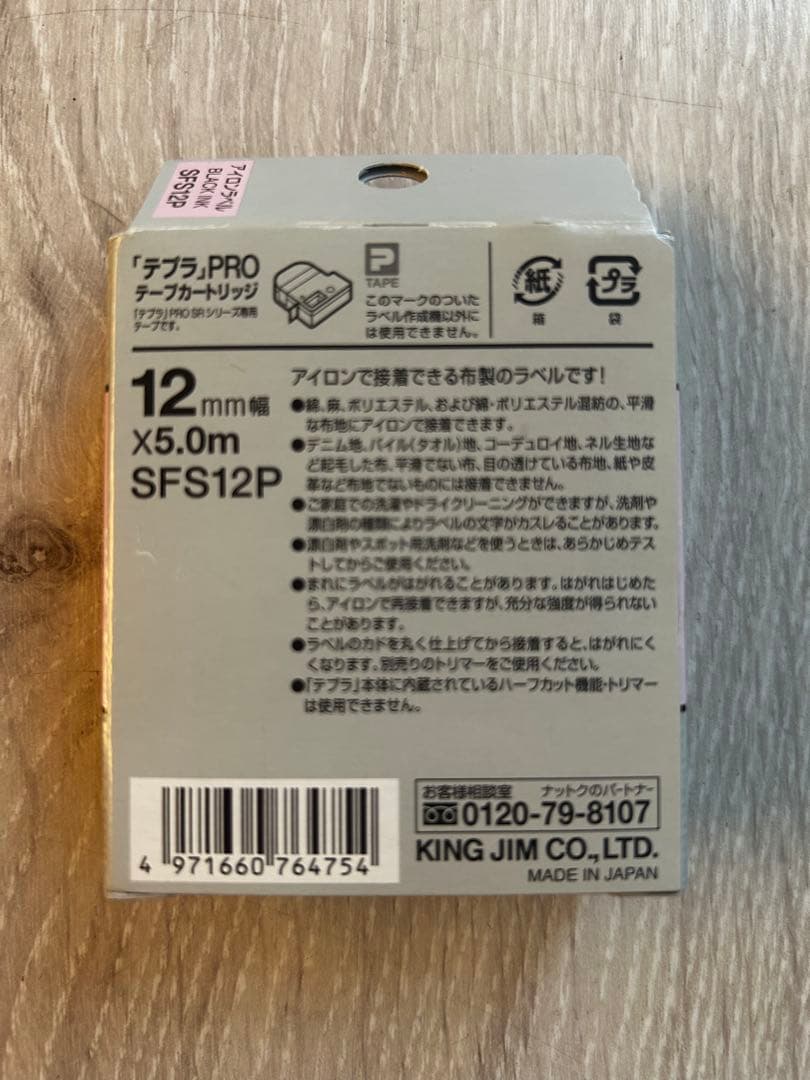 アイロンラベル
BLACK INK
SFS12P
「テプラ」PRO
テープカートリッジ
「テプラ」PRO SRシリーズ専用
テープです。
P
TAPE
このマークのついた
ラベル作成機以外に
は使用できません。
紙
箱
プラ
袋
12mm幅
X5.0m
SFS12P
アイロンで接着できる布製のラベルです!
●綿、麻、ポリエステル、および綿・ポリエステル混紡の、平滑
な布地にアイロンで接着できます。
●デニム地、パイル(タオル)地、コーデュロイ地、ネル生地な
ど起毛した布、平滑でない布、目の透けている布地、紙や皮
革など布地でないものには接着できません。
●ご家庭での洗濯やドライクリーニングができますが、洗剤や
漂白剤の種類によりラベルの文字がカスレることがあります。
●漂白剤やスポット用洗剤などを使うときは、あらかじめテス
トしてからご使用ください。
●まれにラベルがはがれることがあります。はがれはじめた
ら、アイロンで再接着できますが、充分な強度が得られない
ことがあります。
●ラベルのカドを丸く仕上げてから接着すると、はがれにく
くなります。別売りのトリマーをご使用ください。
●「テプラ」本体に内蔵されているハーフカット機能・トリマー
は使用できません。
4 971660 764754
お客様相談室 ナットクのパートナー
0120-79-8107
KING JIM CO.,LTD.
MADE IN JAPAN